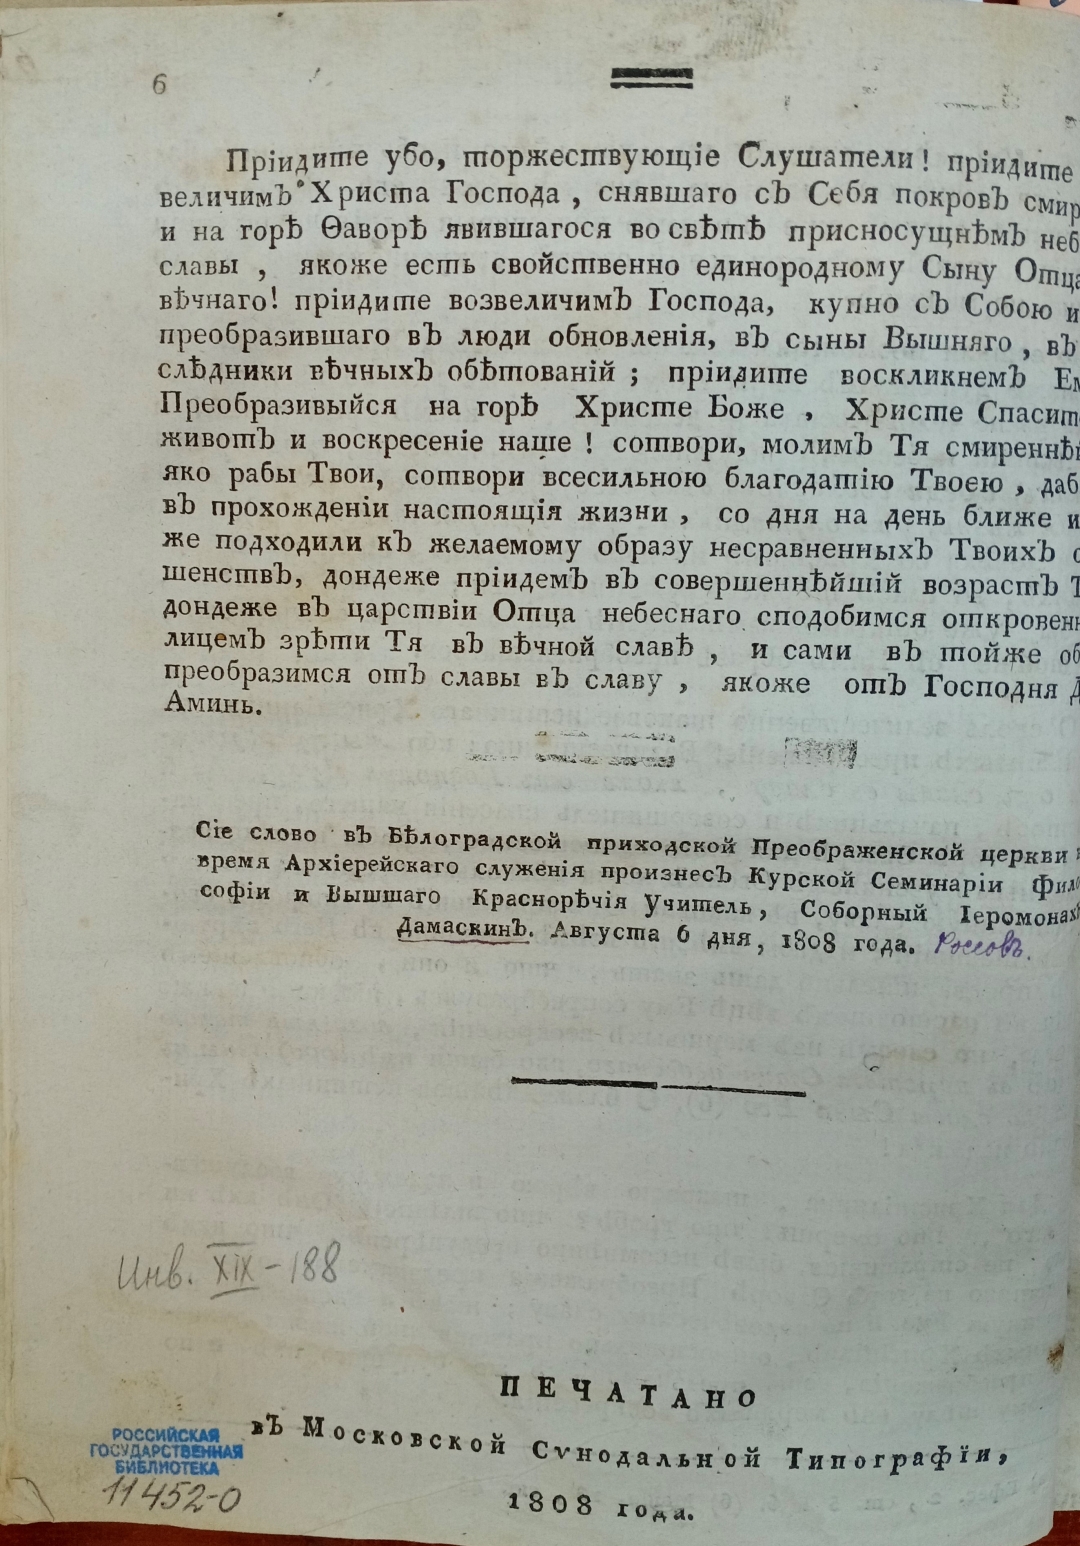 6
Пріидите убо, торжествующіе Слушатели! пріидите
величимъ Христа Господа, снявшаго съ Себя покровъ смир
и на горѣ Ѳаворѣ явившагося во свѣтѣ присносущнѣмъ неб
славы, якоже есть свойственно единородному Сыну Отца
вѣчнаго! пріидите возвеличимъ Господа, купно съ Собою и
преобразившаго въ люди обновленія, въ сыны Вышняго, въ
слѣдники вѣчныхъ обѣтованій; пріидите воскликнемъ Ем
Преобразивыйся на горѣ Христе Боже, Христе Спасит
животъ и воскресеніе наше! сотвори, молимъ Тя смиреннѣ
яко рабы Твои, сотвори всесильною благодатію Твоею, даб
въ прохожденіи настоящія жизни, со дня на день ближе и
же подходили къ желаемому образу несравненныхъ Твоихъ с
шенствъ, дондеже пріидемъ въ совершеннѣйшій возрастъ Т
дондеже въ царствіи Отца небеснаго сподобимся откровенн
лицемъ зрѣти Тя въ вѣчной славѣ, и сами въ тойже об
преобразимся отъ славы въ славу, якоже отъ Господня Д
Аминь.
Сіе слово въ Бѣлоградской приходской Преображенской церкви
время Архіерейскаго служенія произнесъ Курской Семинаріи Фило
софіи и Вышшаго Краснорѣчія Учитель, Соборный Іеромонахъ
Дамаскинъ. Августа 6 дня, 1808 года. Россовъ.
Инв. XIX-188
ПЕЧАТАНО
въ Московской Сѵнодальной Типографіи,
1808 года.
РОССИЙСКАЯ
ГОСУДАРСТВЕННАЯ
БИБЛИОТЕКА
11452-0